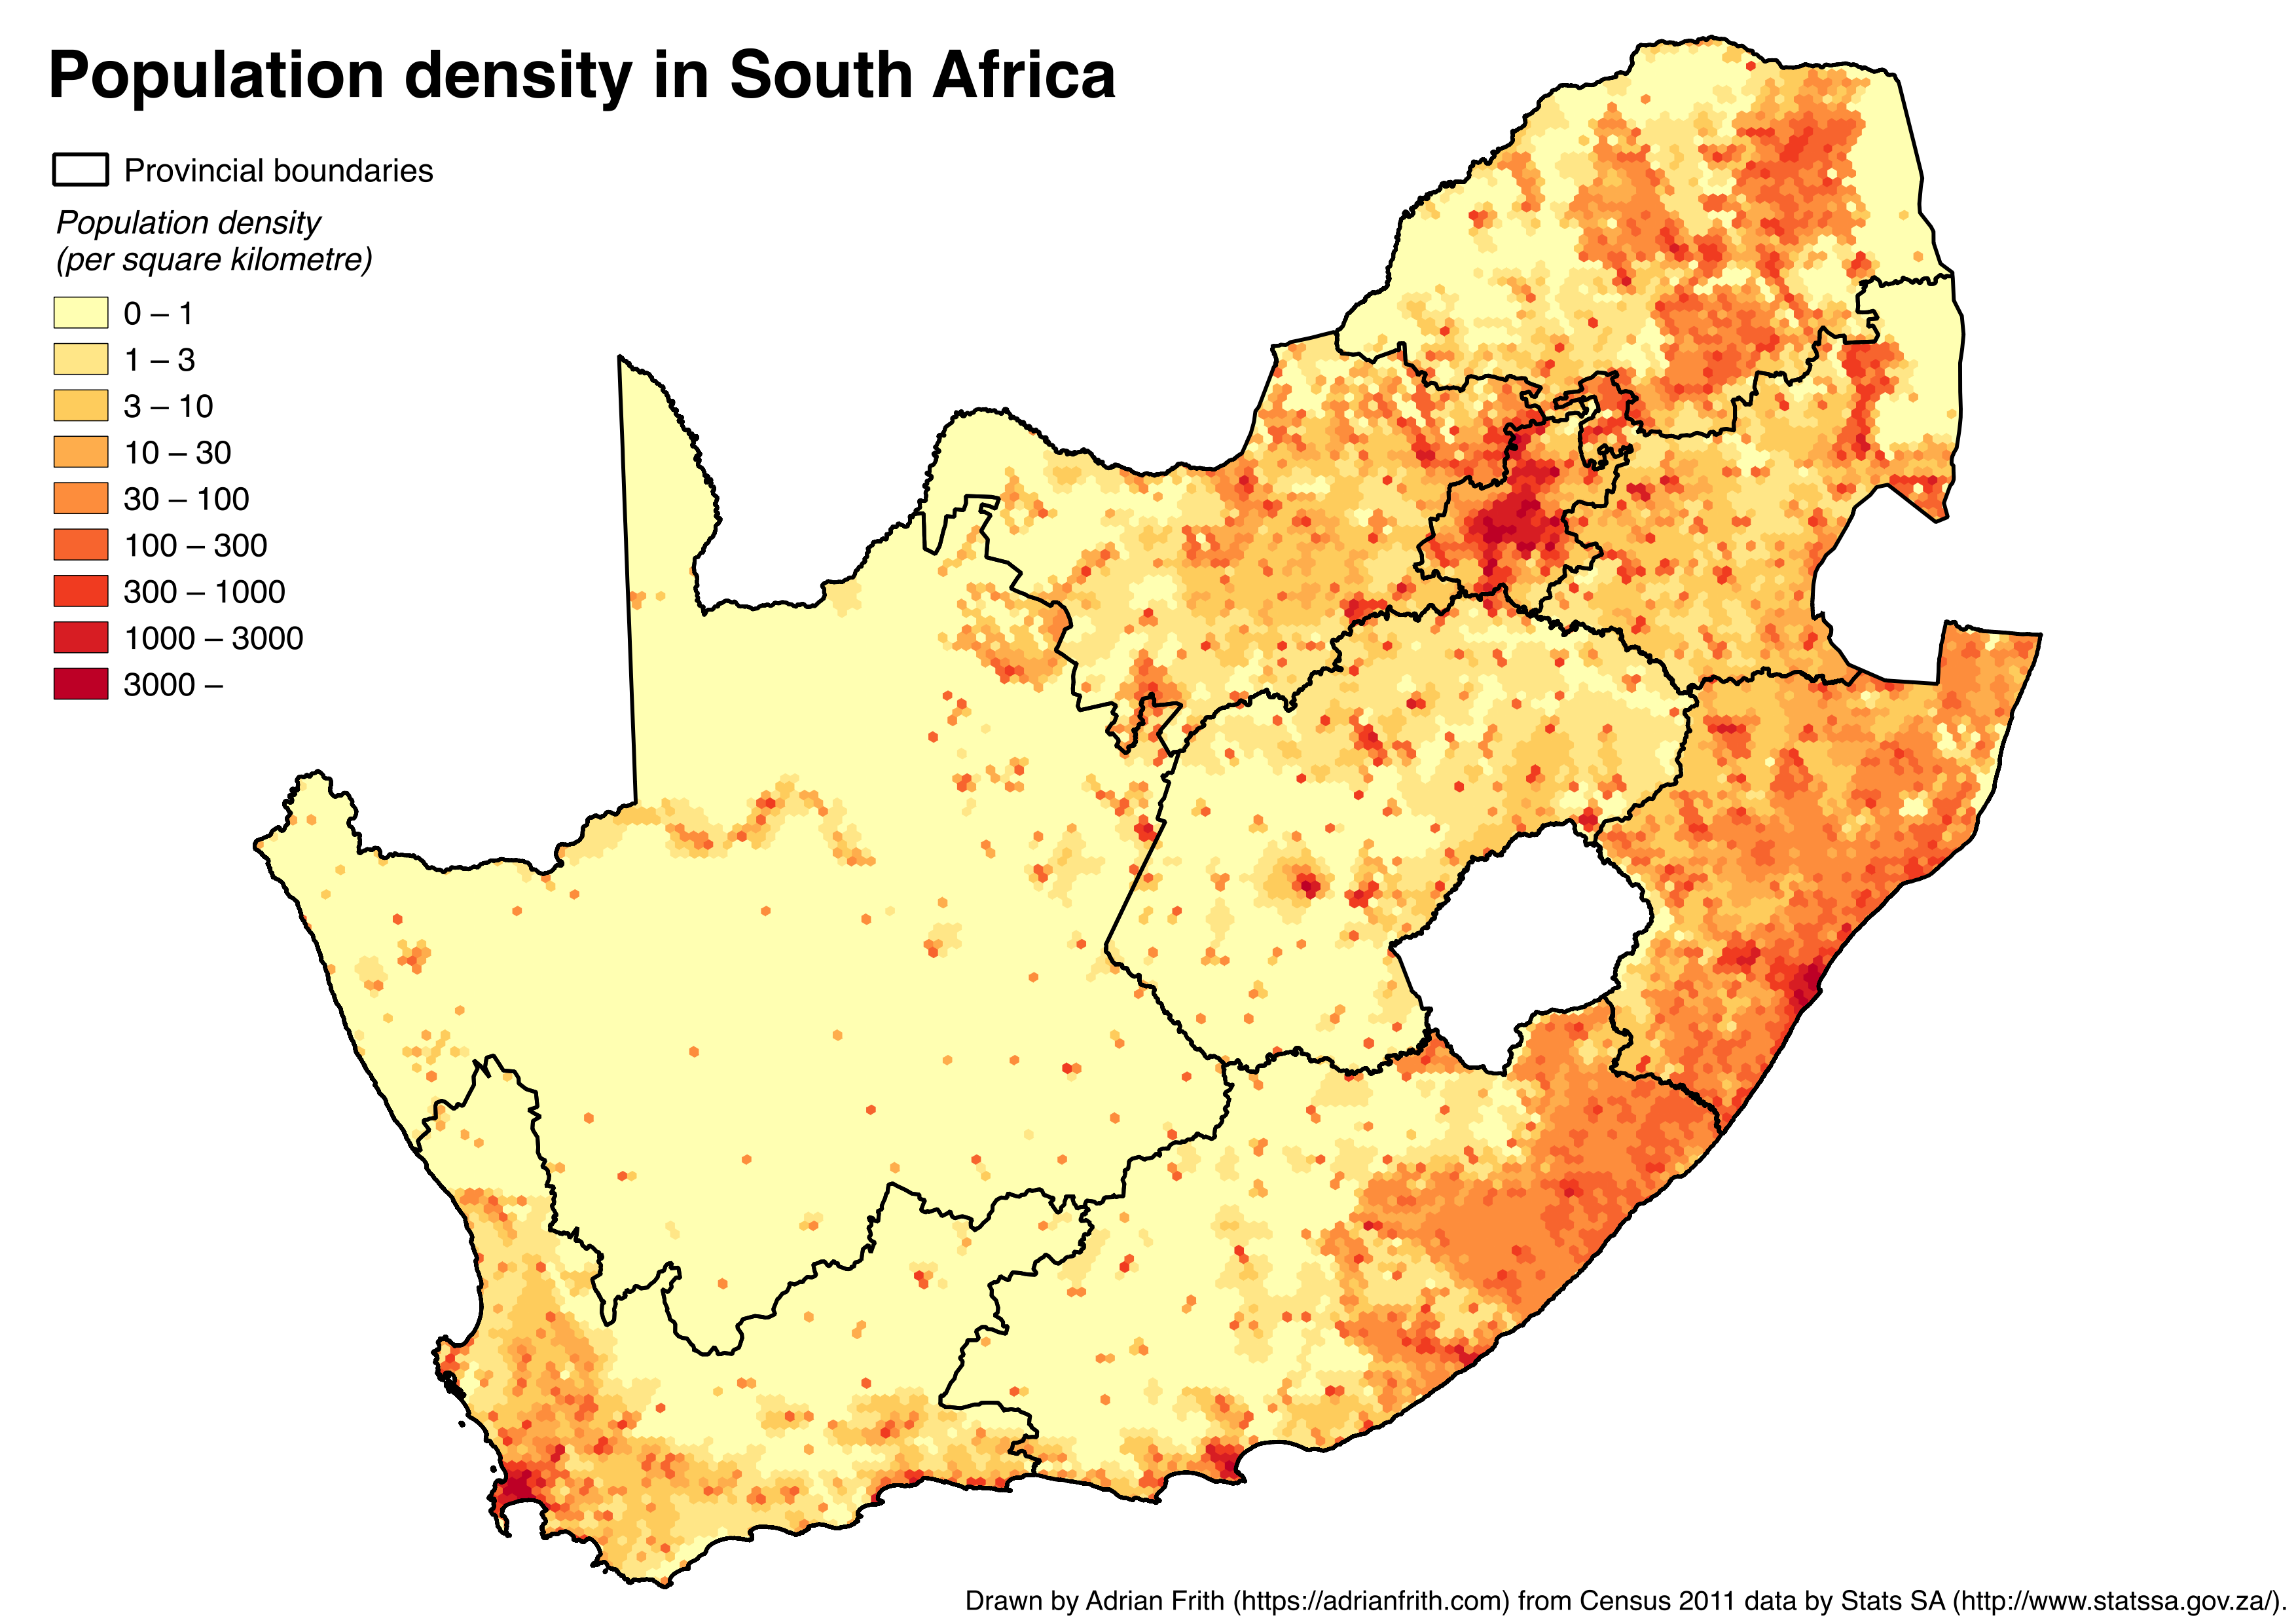 Population density in South Africa
Provincial boundaries
Population density
(per square kilometre)
0 – 1
1 – 3
3 – 10
10 – 30
30 – 100
100 – 300
300 – 1000
1000 – 3000
3000 –
Drawn by Adrian Frith (https://adrianfrith.com) from Census 2011 data by Stats SA (http://www.statssa.gov.za/).